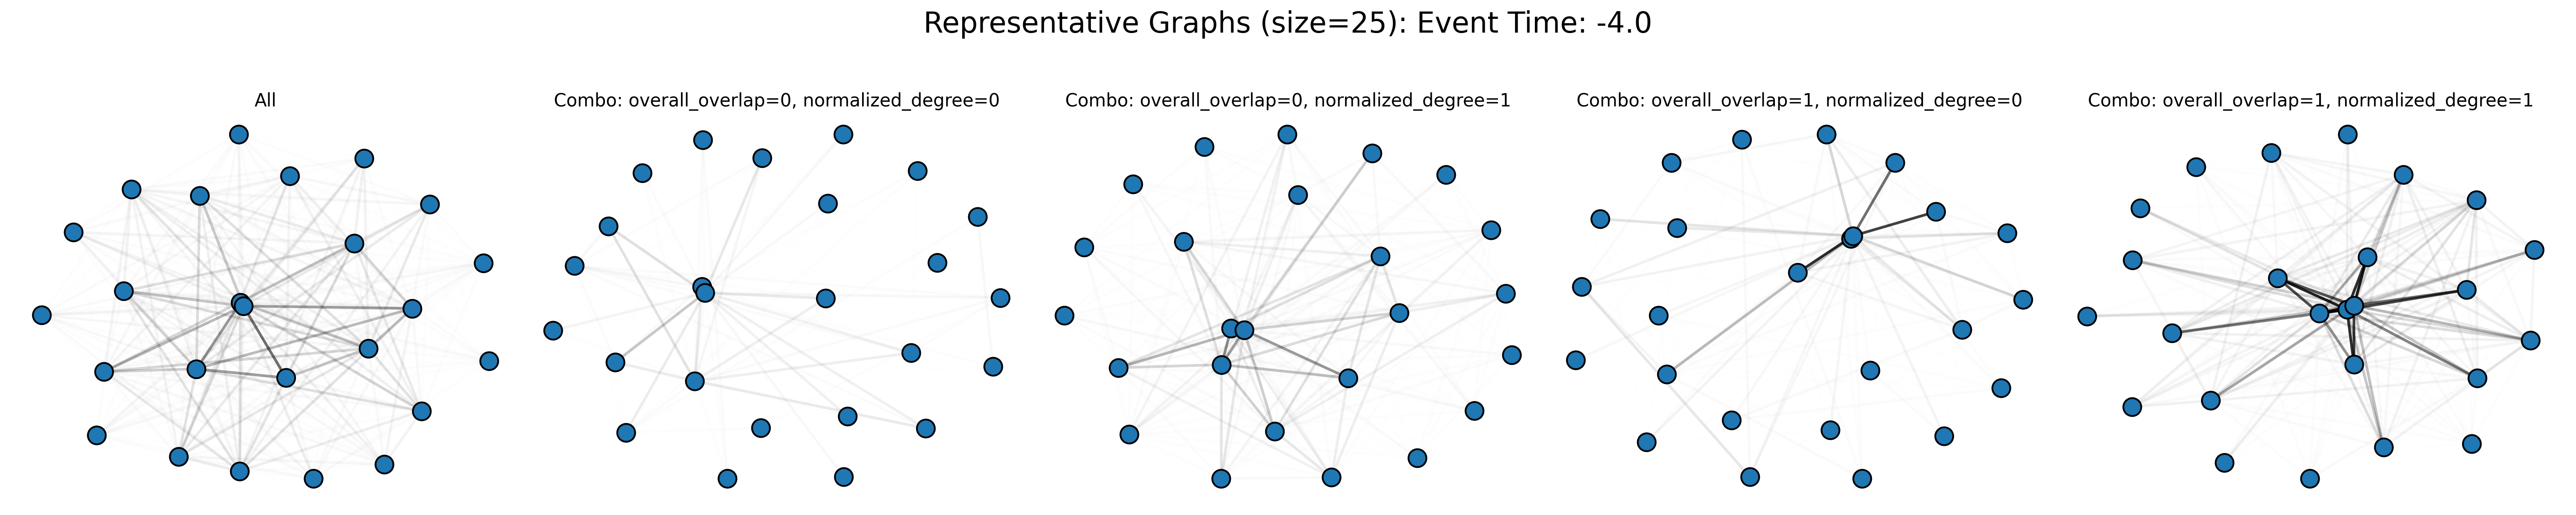 Representative Graphs (size=25): Event Time: -4.0
All
Combo: overall_overlap=0, normalized_degree=0
Combo: overall_overlap=0, normalized_degree=1
Combo: overall_overlap=1, normalized_degree=0
Combo: overall_overlap=1, normalized_degree=1